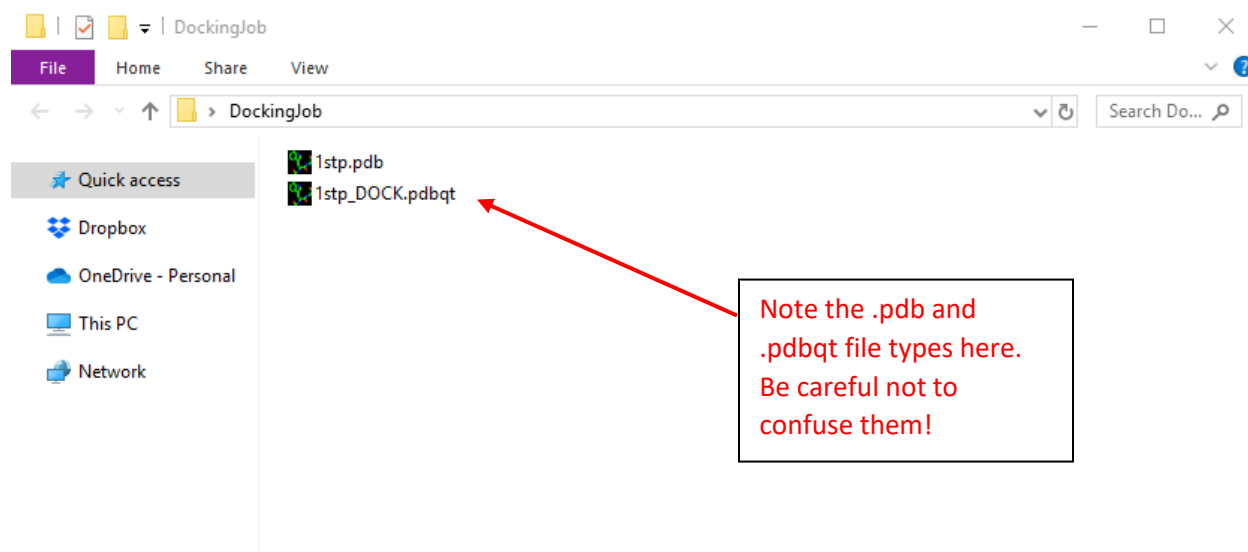 DockingJob
File Home Share View
DockingJob
Search Do...
1stp.pdb
Quick access
1stp_DOCK.pdbqt
Dropbox
OneDrive - Personal
This PC
Network
Note the .pdb and
.pdbqt file types here.
Be careful not to
confuse them!